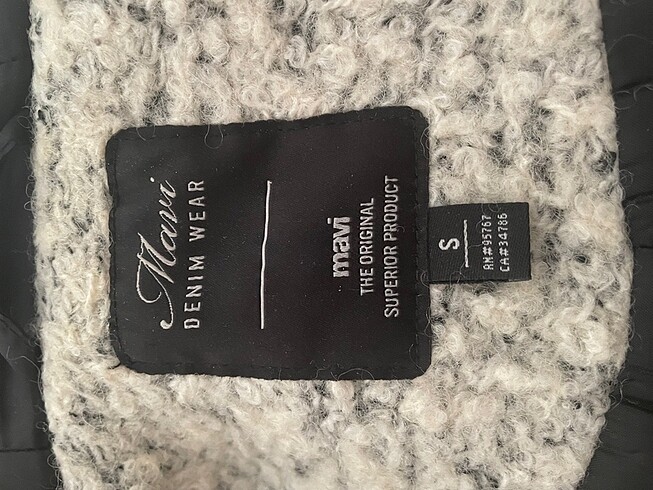 Mavi
DENIM WEAR
mavi
THE ORIGINAL
SUPERIOR PRODUCT
S
RN#95767
CA#34786